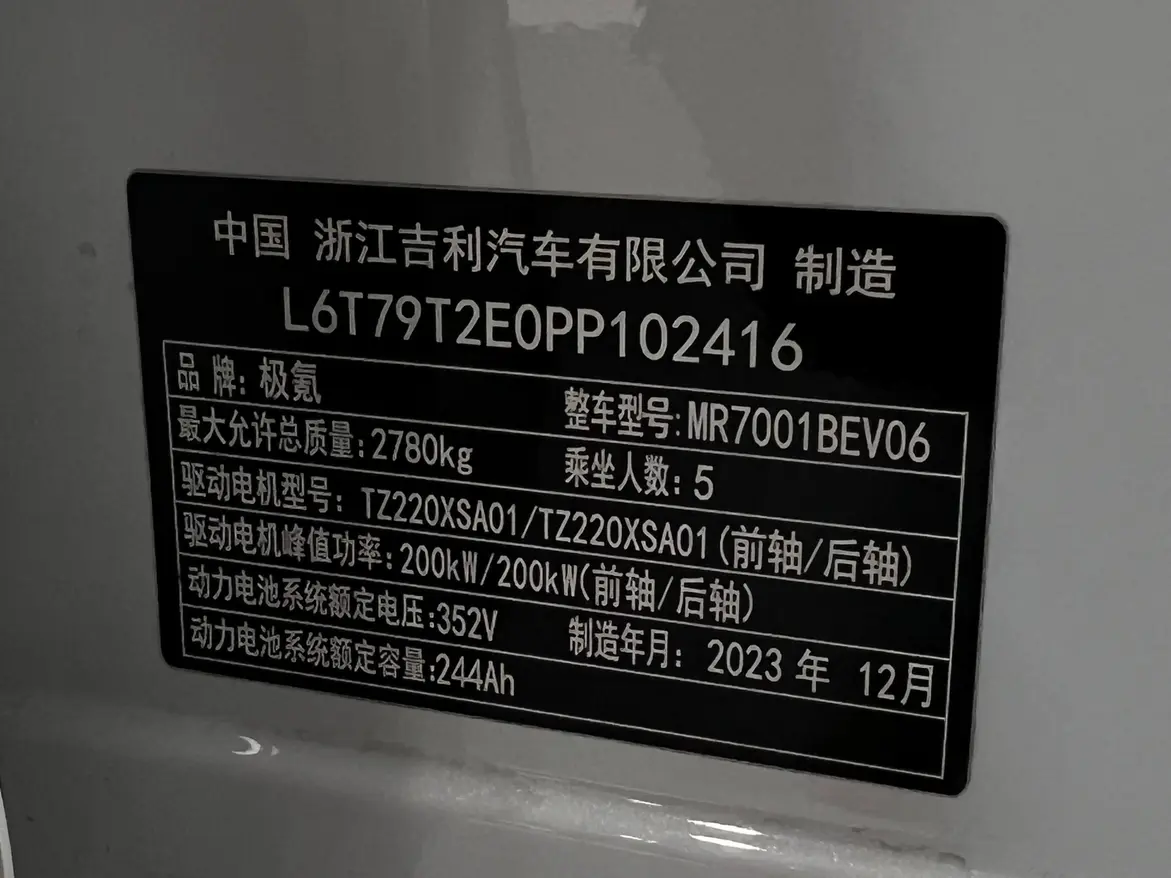 中国 浙江吉利汽车有限公司 制造
L6T79T2E0PP102416
品 牌: 极氪 整车型号: MR7001BEV06
最大允许总质量: 2780kg 乘坐人数: 5
驱动电机型号: TZ220XSA01/TZ220XSA01(前轴/后轴)
驱动电机峰值功率: 200kW/200kW(前轴/后轴)
动力电池系统额定电压:352V 制造年月: 2023 年 12月
动力电池系统额定容量:244Ah